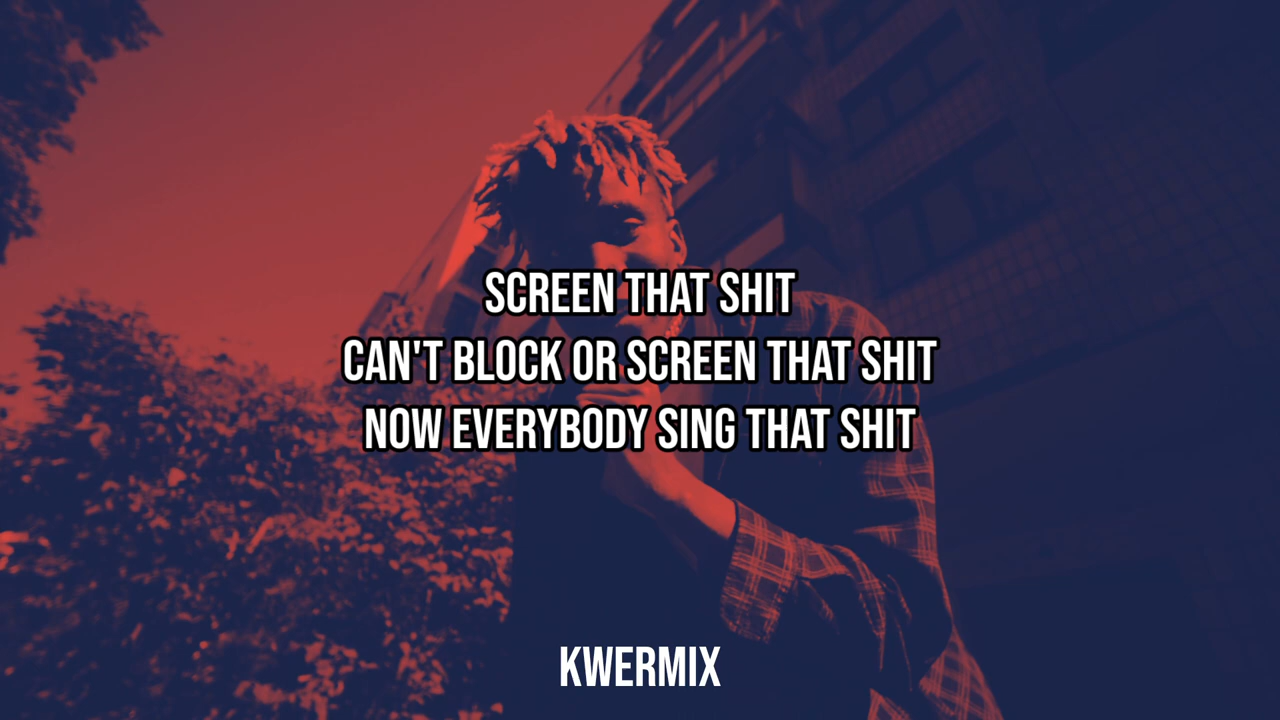 SCREEN THAT SHIT
CAN'T BLOCK OR SCREEN THAT SHIT
NOW EVERYBODY SING THAT SHIT
KWERMIX